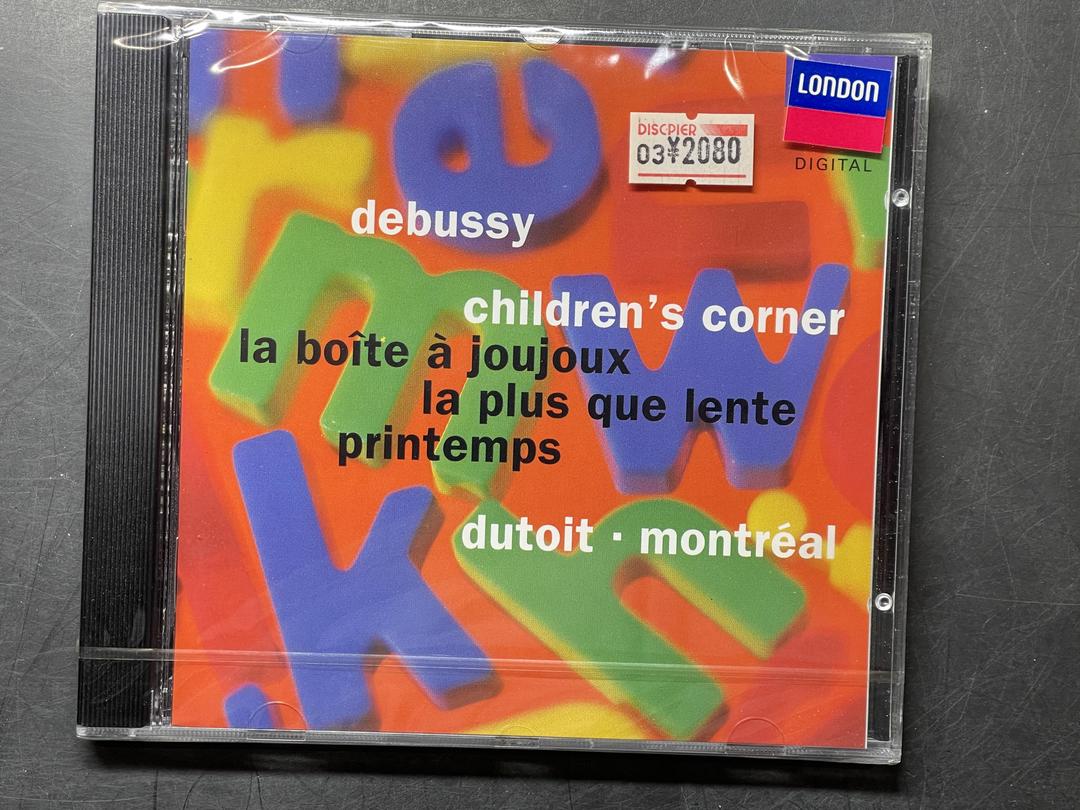 LONDON
DIGITAL
DISCPIER
03¥2080
debussy
children's corner
la boîte à joujoux
la plus que lente
printemps
dutoit · montréal